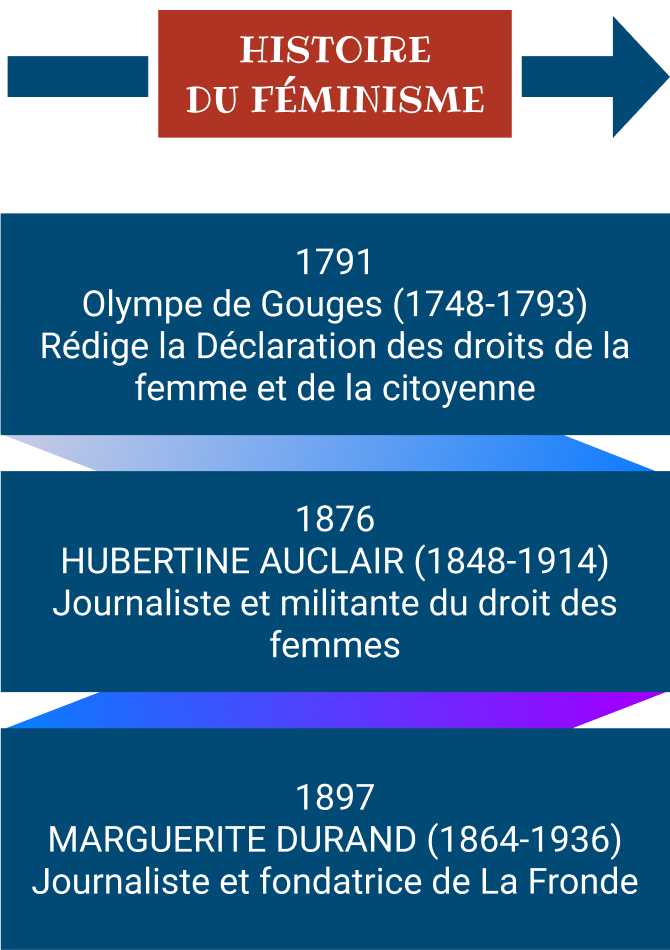 HISTOIRE
DU FÉMINISME
1791
Olympe de Gouges (1748-1793)
Rédige la Déclaration des droits de la
femme et de la citoyenne
1876
HUBERTINE AUCLAIR (1848-1914)
Journaliste et militante du droit des
femmes
1897
MARGUERITE DURAND (1864-1936)
Journaliste et fondatrice de La Fronde